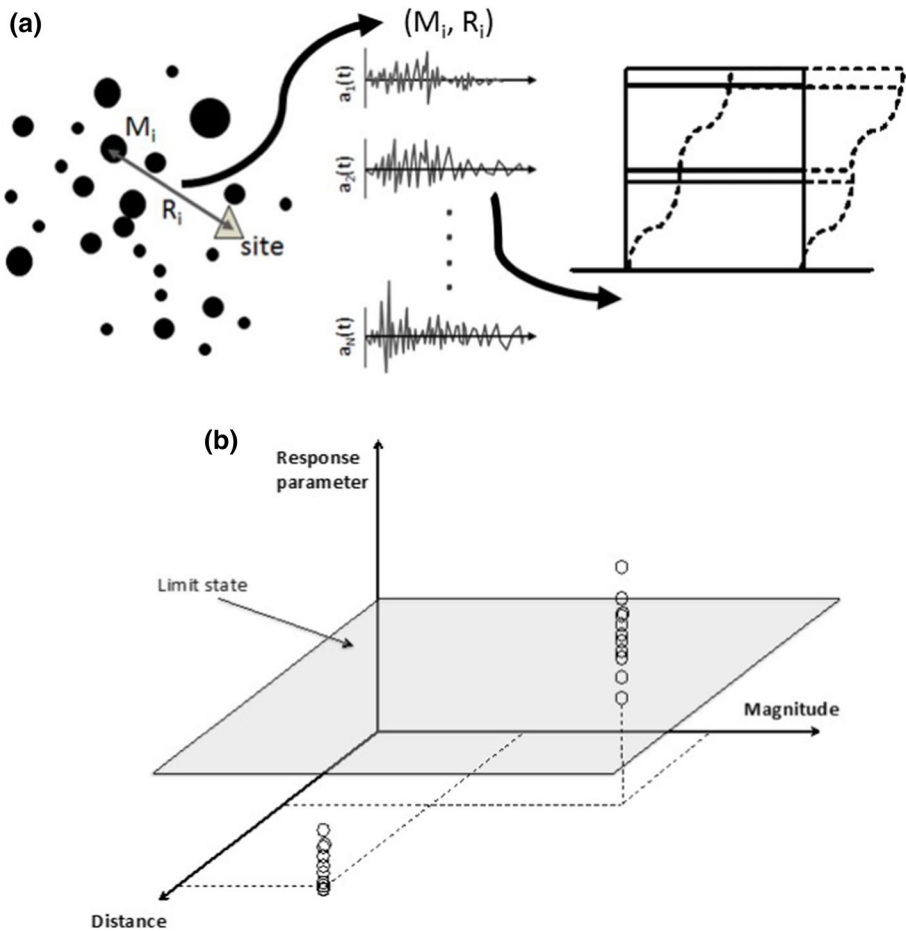 (a)
(Mi, Ri)
Mi
Ri
site
a1(t)
a2(t)
aN(t)
(b)
Response
parameter
Limit state
Magnitude
Distance